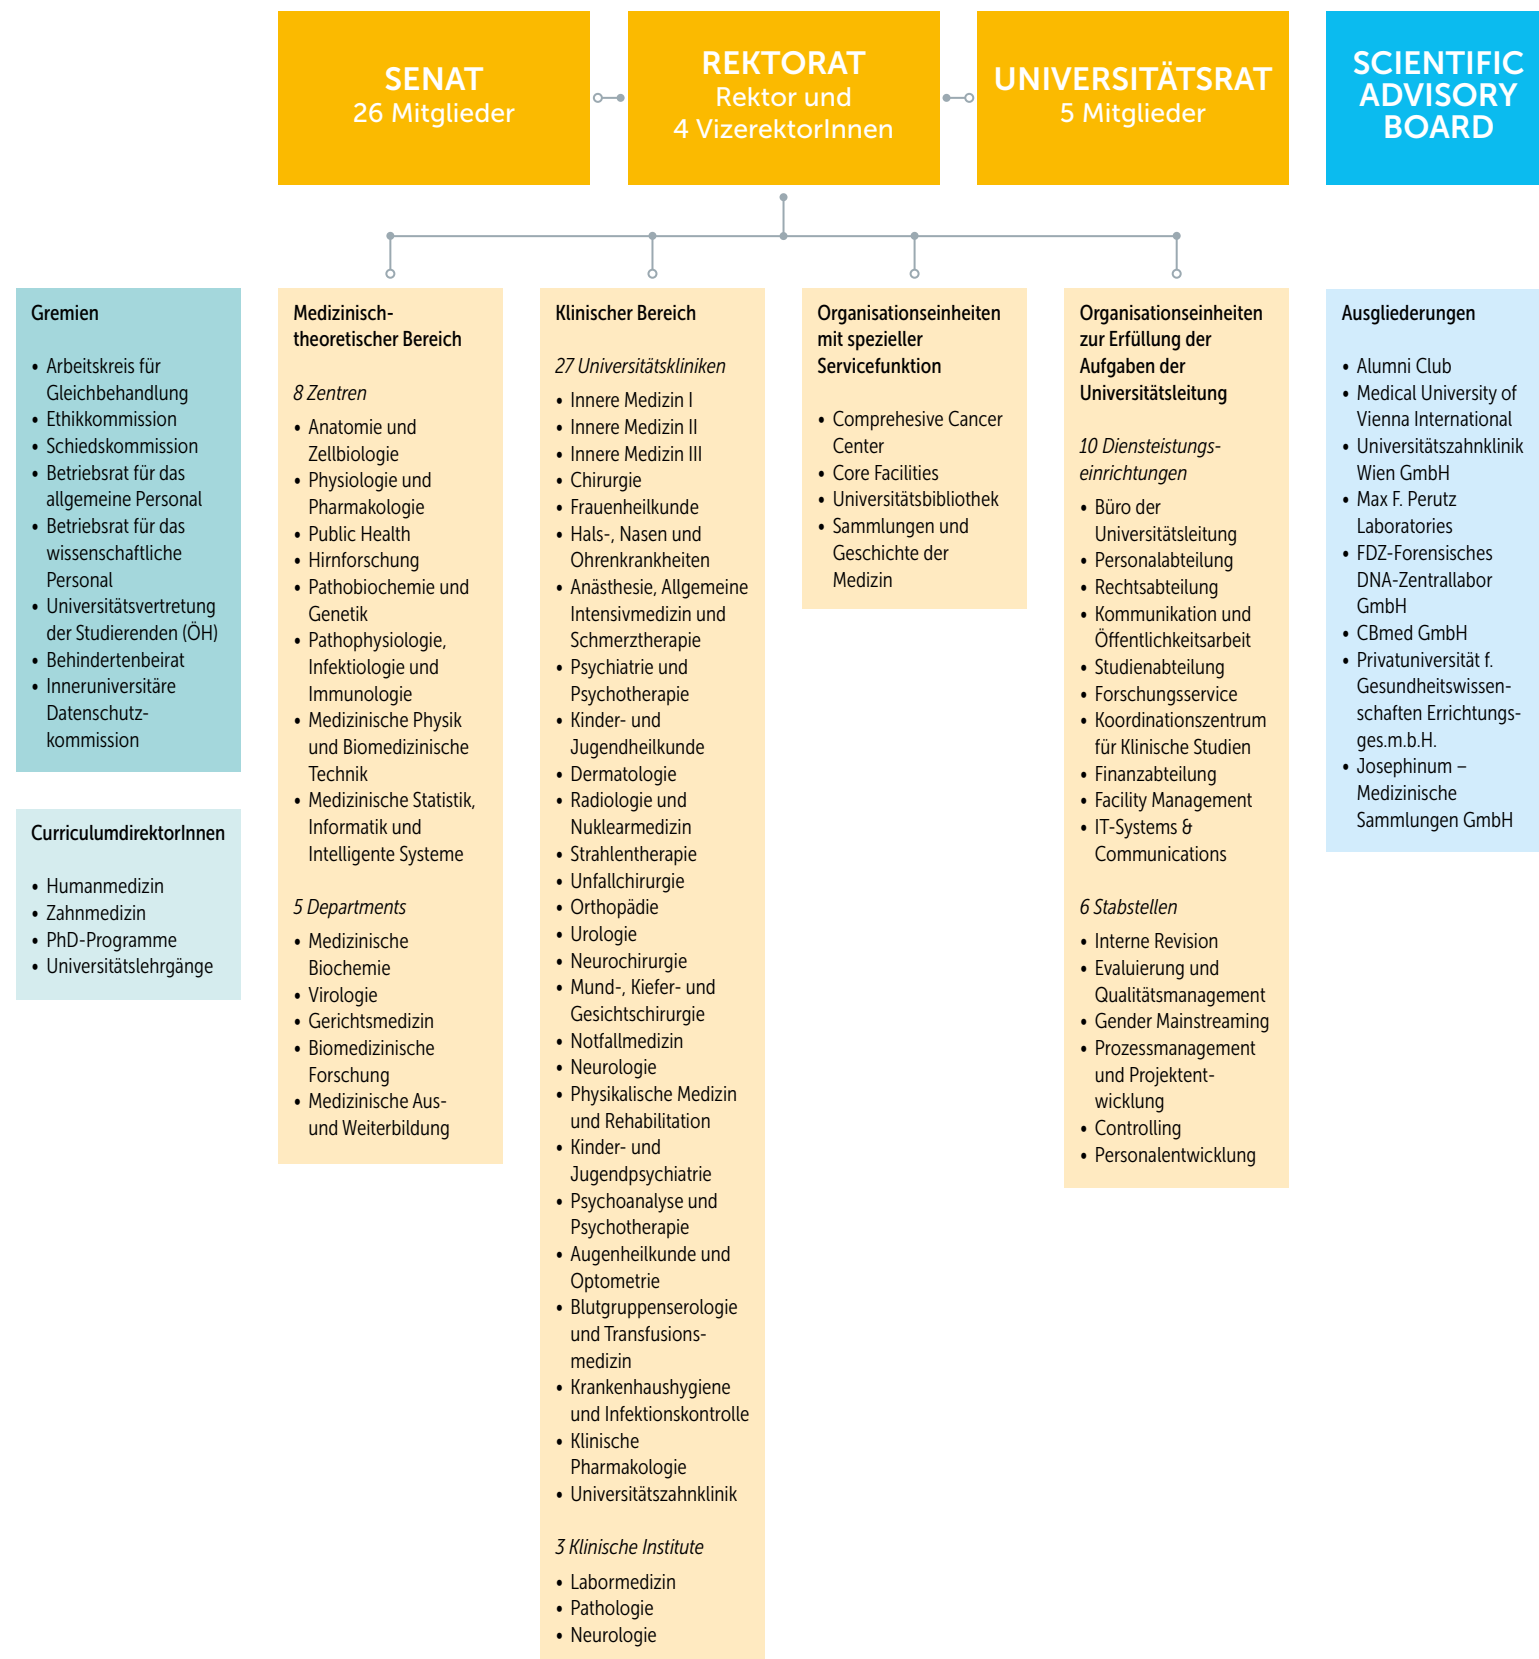 SENAT
26 Mitglieder
REKTORAT
Rektor und
4 VizerektorInnen
UNIVERSITÄTSRAT
5 Mitglieder
SCIENTIFIC
ADVISORY
BOARD
Gremien
• Arbeitskreis für
Gleichbehandlung
• Ethikkommission
• Schiedskommission
• Betriebsrat für das
allgemeine Personal
• Betriebsrat für das
wissenschaftliche
Personal
• Universitätsvertretung
der Studierenden (ÖH)
• Behindertenbeirat
• Inneruniversitäre
Datenschutz-
kommission
CurriculumdirektorInnen
• Humanmedizin
• Zahnmedizin
• PhD-Programme
• Universitätslehrgänge
Medizinisch-
theoretischer Bereich
8 Zentren
• Anatomie und
Zellbiologie
• Physiologie und
Pharmakologie
• Public Health
• Hirnforschung
• Pathobiochemie und
Genetik
• Pathophysiologie,
Infektiologie und
Immunologie
• Medizinische Physik
und Biomedizinische
Technik
• Medizinische Statistik,
Informatik und
Intelligente Systeme
5 Departments
• Medizinische
Biochemie
• Virologie
• Gerichtsmedizin
• Biomedizinische
Forschung
• Medizinische Aus-
und Weiterbildung
Klinischer Bereich
27 Universitätskliniken
• Innere Medizin I
• Innere Medizin II
• Innere Medizin III
• Chirurgie
• Frauenheilkunde
• Hals-, Nasen und
Ohrenkrankheiten
• Anästhesie, Allgemeine
Intensivmedizin und
Schmerztherapie
• Psychiatrie und
Psychotherapie
• Kinder- und
Jugendheilkunde
• Dermatologie
• Radiologie und
Nuklearmedizin
• Strahlentherapie
• Unfallchirurgie
• Orthopädie
• Urologie
• Neurochirurgie
• Mund-, Kiefer- und
Gesichtschirurgie
• Notfallmedizin
• Neurologie
• Physikalische Medizin
und Rehabilitation
• Kinder- und
Jugendpsychiatrie
• Psychoanalyse und
Psychotherapie
• Augenheilkunde und
Optometrie
• Blutgruppenserologie
und Transfusions-
medizin
• Krankenhaushygiene
und Infektionskontrolle
• Klinische
Pharmakologie
• Universitätszahnklinik
3 Klinische Institute
• Labormedizin
• Pathologie
• Neurologie
Organisationseinheiten
mit spezieller
Servicefunktion
• Comprehesive Cancer
Center
• Core Facilities
• Universitätsbibliothek
• Sammlungen und
Geschichte der
Medizin
Organisationseinheiten
zur Erfüllung der
Aufgaben der
Universitätsleitung
10 Diensteistungs-
einrichtungen
• Büro der
Universitätsleitung
• Personalabteilung
• Rechtsabteilung
• Kommunikation und
Öffentlichkeitsarbeit
• Studienabteilung
• Forschungsservice
• Koordinationszentrum
für Klinische Studien
• Finanzabteilung
• Facility Management
• IT-Systems &
Communications
6 Stabstellen
• Interne Revision
• Evaluierung und
Qualitätsmanagement
• Gender Mainstreaming
• Prozessmanagement
und Projektent-
wicklung
• Controlling
• Personalentwicklung
Ausgliederungen
• Alumni Club
• Medical University of
Vienna International
• Universitätszahnklinik
Wien GmbH
• Max F. Perutz
Laboratories
• FDZ-Forensisches
DNA-Zentrallabor
GmbH
• CBmed GmbH
• Privatuniversität f.
Gesundheitswissen-
schaften Errichtungs-
ges.m.b.H.
• Josephinum –
Medizinische
Sammlungen GmbH